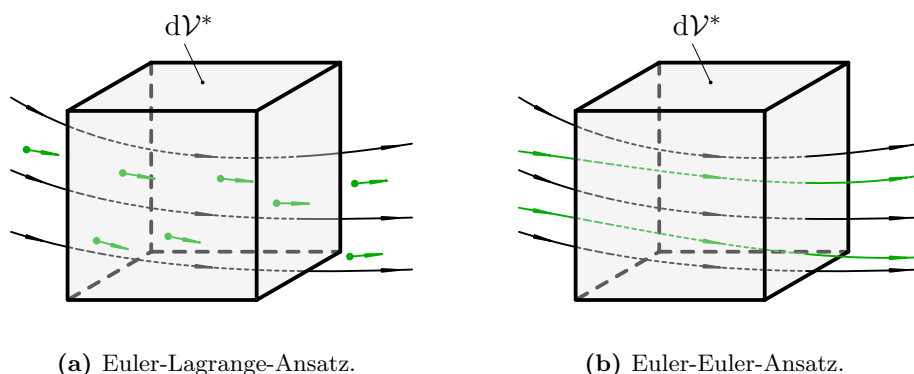 d𝒱* d𝒱*
(a) Euler-Lagrange-Ansatz. (b) Euler-Euler-Ansatz.